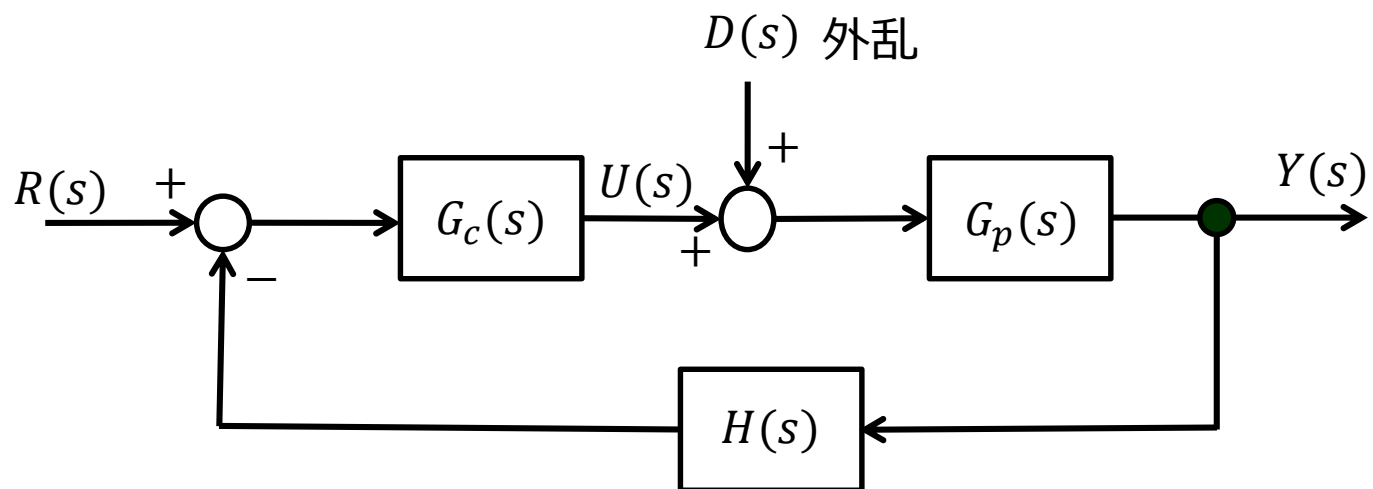 D(s) 外乱
+
R(s)
+
G_c(s)
U(s)
+
G_p(s)
Y(s)
−
H(s)